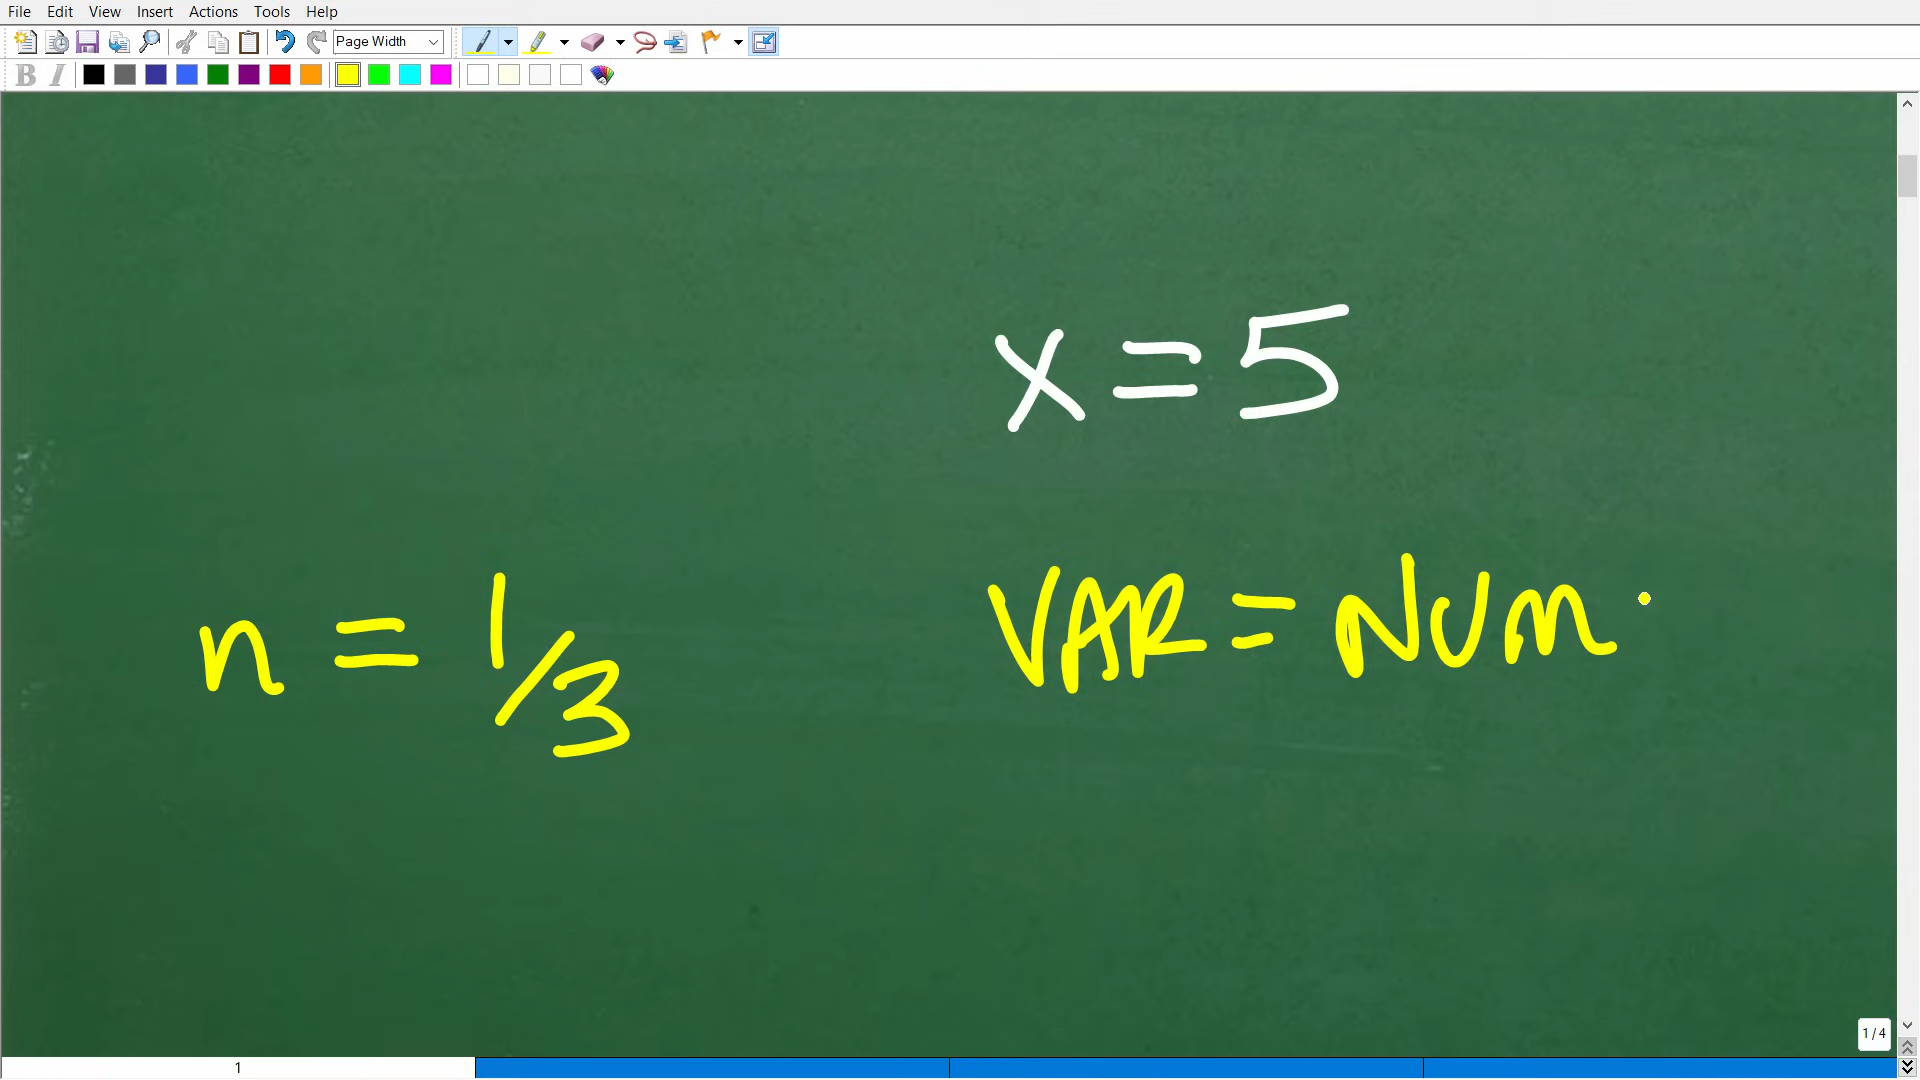 File Edit View Insert Actions Tools Help
Page Width
B I
x = 5
n = 1/3
VAR = NUM
1 / 4
1